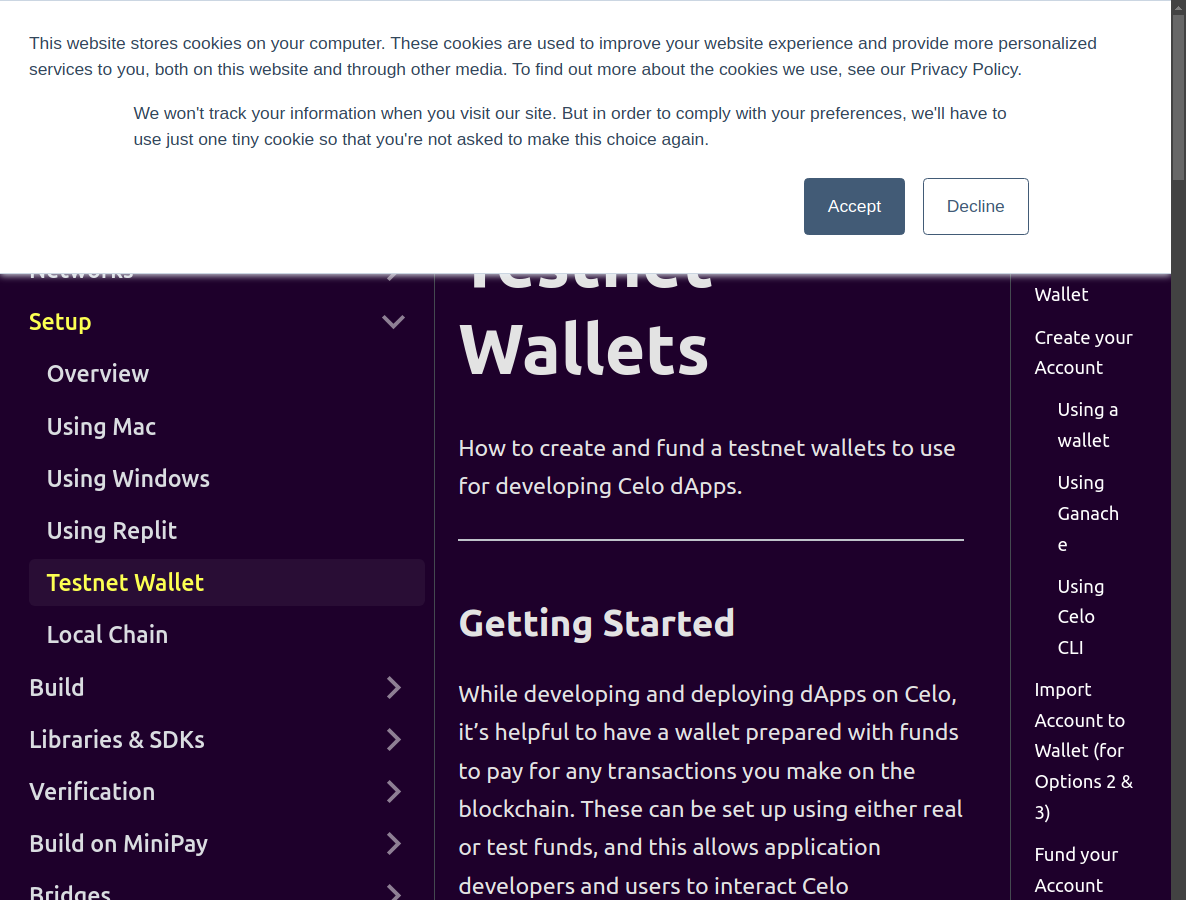 This website stores cookies on your computer. These cookies are used to improve your website experience and provide more personalized
services to you, both on this website and through other media. To find out more about the cookies we use, see our Privacy Policy.
We won't track your information when you visit our site. But in order to comply with your preferences, we'll have to
use just one tiny cookie so that you're not asked to make this choice again.
Accept
Decline
Networks
Setup
Overview
Using Mac
Using Windows
Using Replit
Testnet Wallet
Local Chain
Build
Libraries & SDKs
Verification
Build on MiniPay
Bridges
Testnet
Wallets
How to create and fund a testnet wallets to use
for developing Celo dApps.
Getting Started
While developing and deploying dApps on Celo,
it’s helpful to have a wallet prepared with funds
to pay for any transactions you make on the
blockchain. These can be set up using either real
or test funds, and this allows application
developers and users to interact Celo
Wallet
Create your
Account
Using a
wallet
Using
Ganach
e
Using
Celo
CLI
Import
Account to
Wallet (for
Options 2 &
3)
Fund your
Account